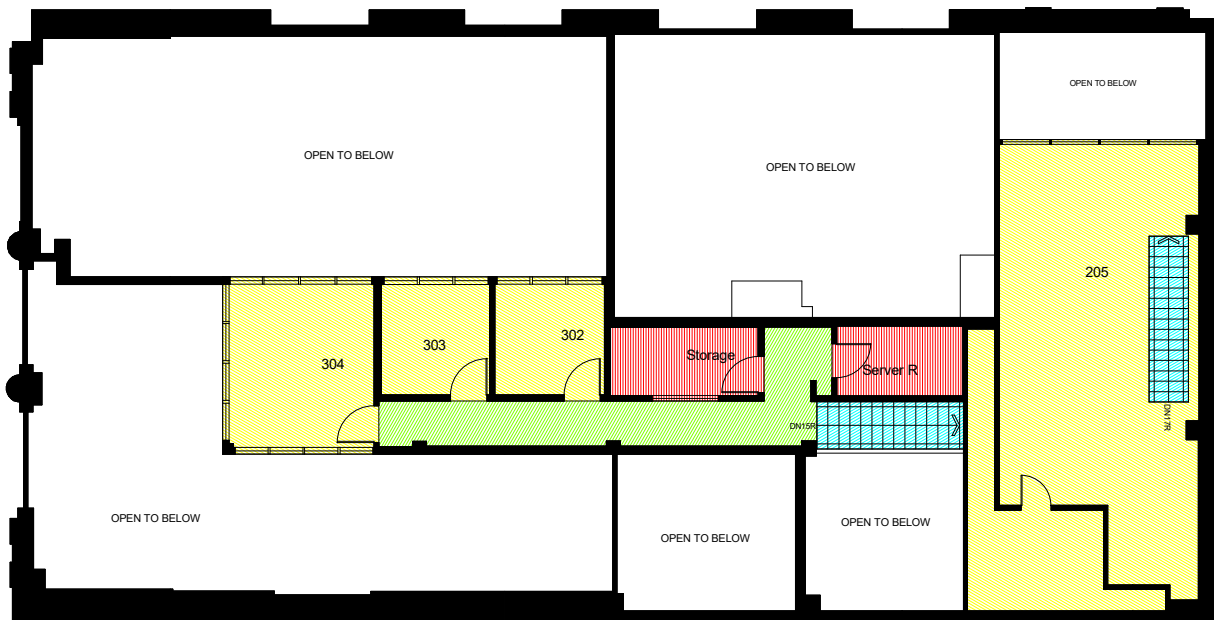 OPEN TO BELOW
OPEN TO BELOW
OPEN TO BELOW
205
304
303
302
Storage
Server R
DN15R
DN17R
OPEN TO BELOW
OPEN TO BELOW
OPEN TO BELOW